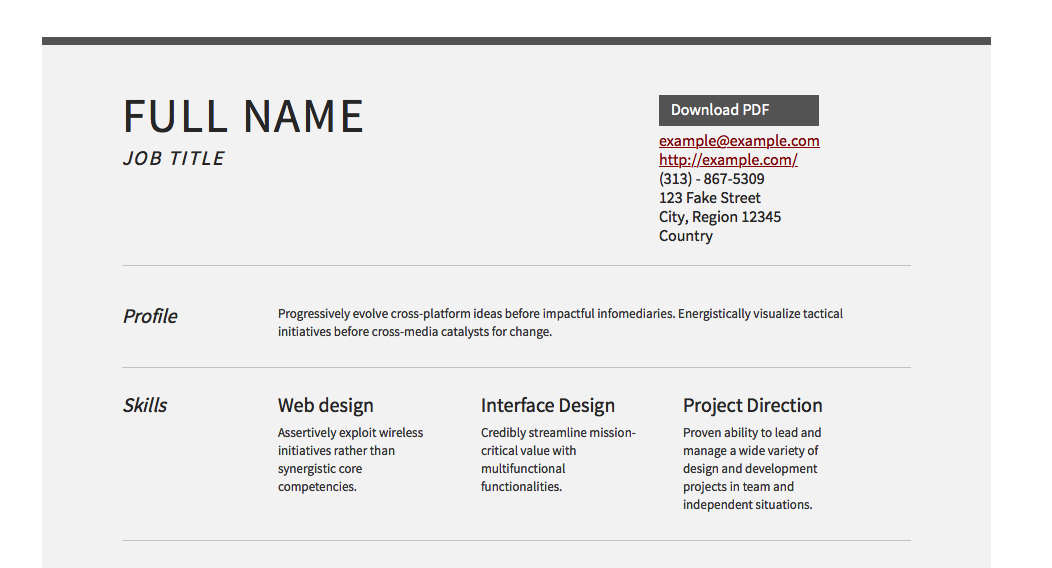 FULL NAME
JOB TITLE
Download PDF
example@example.com
http://example.com/
(313) - 867-5309
123 Fake Street
City, Region 12345
Country
Profile
Progressively evolve cross-platform ideas before impactful infomediaries. Energistically visualize tactical
initiatives before cross-media catalysts for change.
Skills
Web design
Assertively exploit wireless
initiatives rather than
synergistic core
competencies.
Interface Design
Credibly streamline mission-
critical value with
multifunctional
functionalities.
Project Direction
Proven ability to lead and
manage a wide variety of
design and development
projects in team and
independent situations.